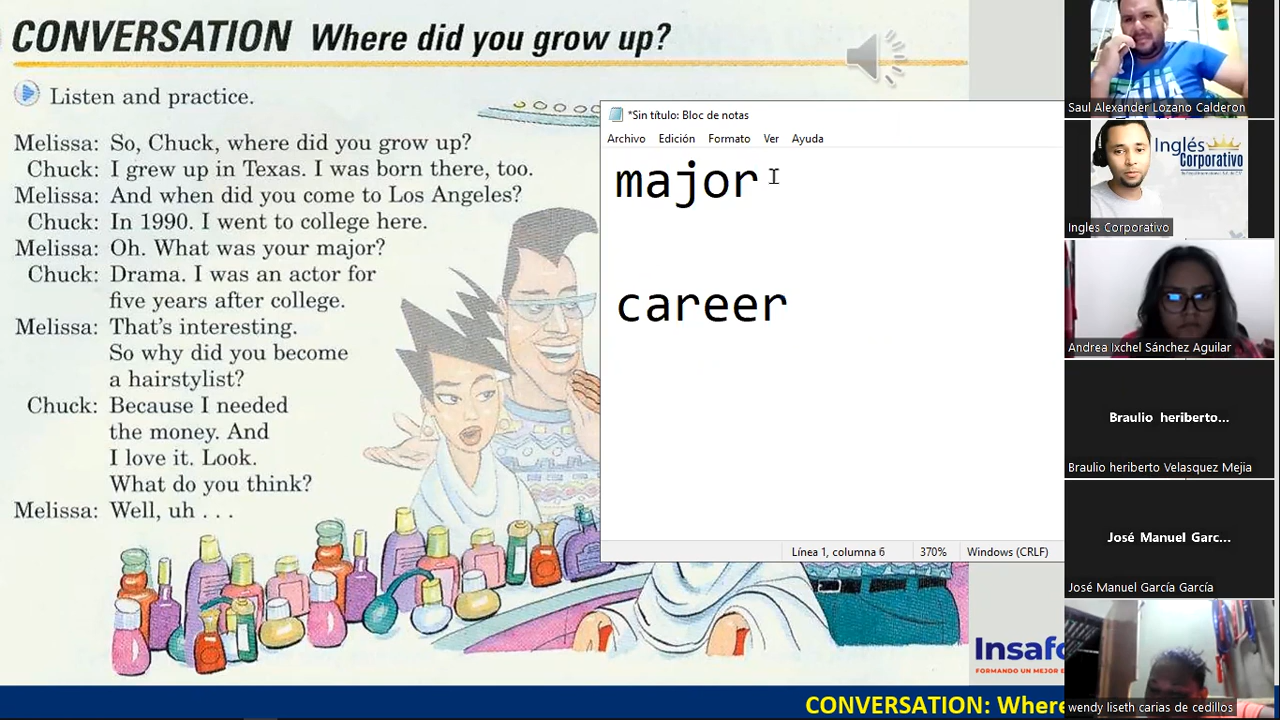 CONVERSATION Where did you grow up?
Listen and practice.
Melissa: So, Chuck, where did you grow up?
Chuck: I grew up in Texas. I was born there, too.
Melissa: And when did you come to Los Angeles?
Chuck: In 1990. I went to college here.
Melissa: Oh. What was your major?
Chuck: Drama. I was an actor for
five years after college.
Melissa: That's interesting.
So why did you become
a hairstylist?
Chuck: Because I needed
the money. And
I love it. Look.
What do you think?
Melissa: Well, uh . . .
*Sin título: Bloc de notas
Archivo Edición Formato Ver Ayuda
major
career
Línea 1, columna 6 370% Windows (CRLF)
CONVERSATION: Where
Saul Alexander Lozano Calderon
Inglés
Corporativo
Ingles Corporativo
Andrea Ixchel Sánchez Aguilar
Braulio heriberto...
Braulio heriberto Velasquez Mejia
José Manuel Garc...
José Manuel García García
wendy liseth carias de cedillos